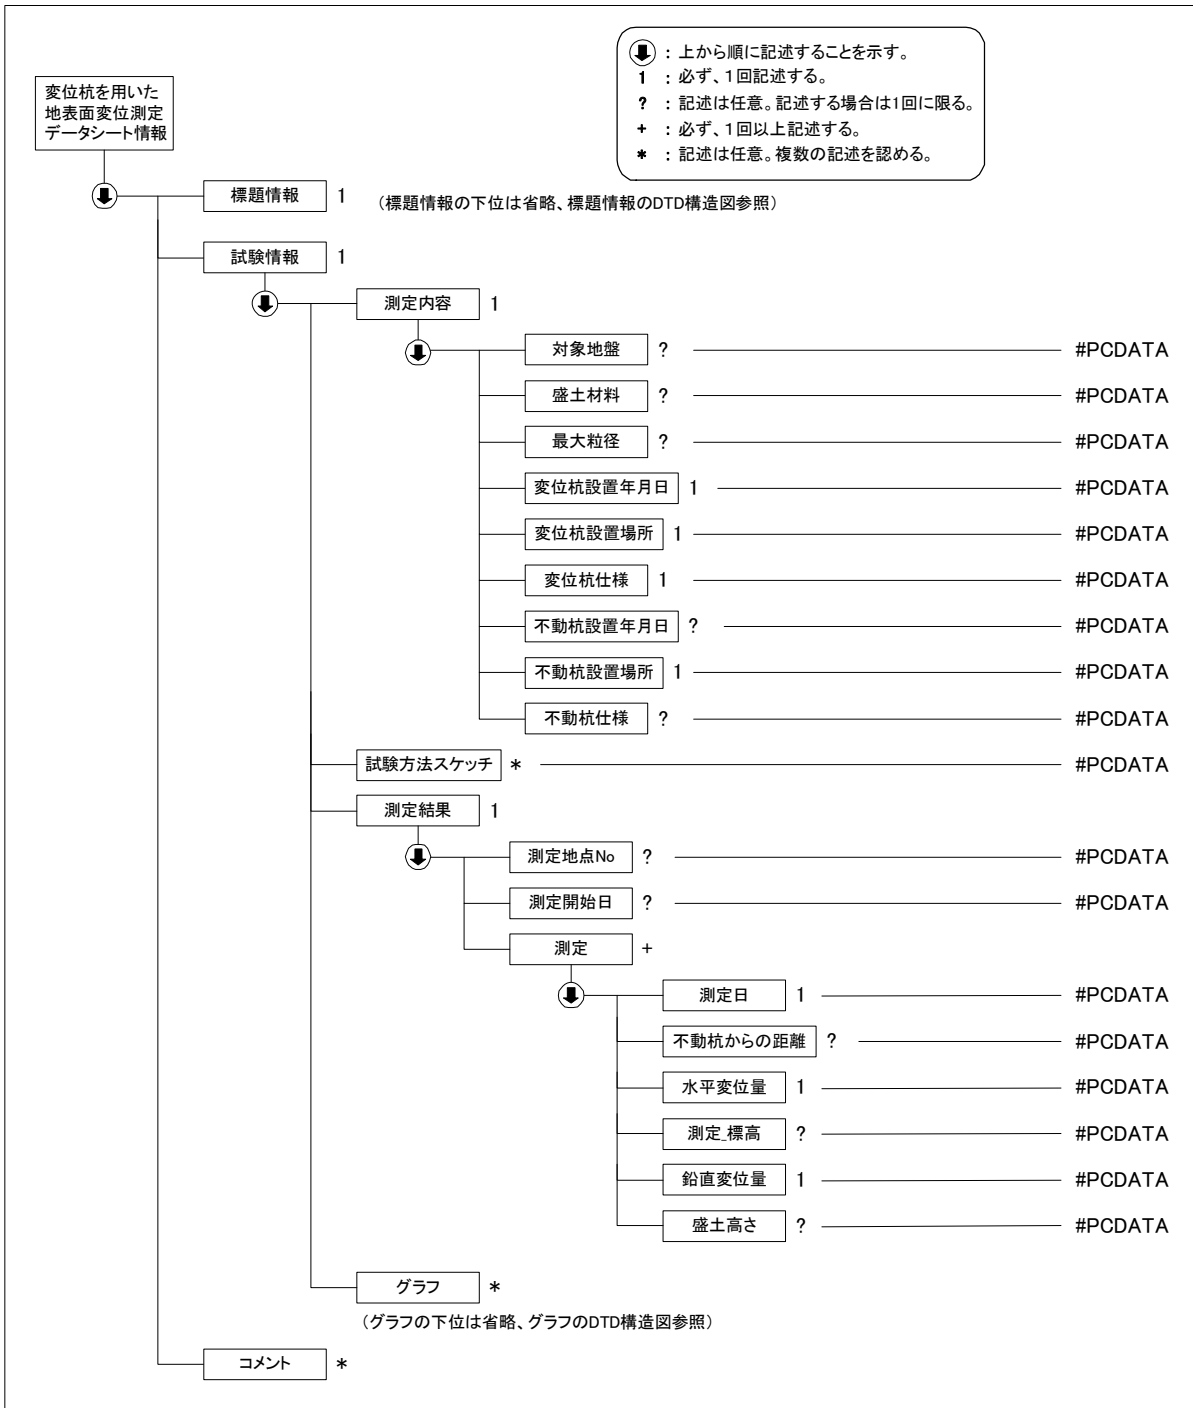 : 上から順に記述することを示す。
1 : 必ず、1回記述する。
? : 記述は任意。記述する場合は1回に限る。
+ : 必ず、1回以上記述する。
* : 記述は任意。複数の記述を認める。
変位杭を用いた
地表面変位測定
データシート情報
標題情報 1 (標題情報の下位は省略、標題情報のDTD構造図参照)
試験情報 1
測定内容 1
対象地盤 ? #PCDATA
盛土材料 ? #PCDATA
最大粒径 ? #PCDATA
変位杭設置年月日 1 #PCDATA
変位杭設置場所 1 #PCDATA
変位杭仕様 1 #PCDATA
不動杭設置年月日 ? #PCDATA
不動杭設置場所 1 #PCDATA
不動杭仕様 ? #PCDATA
試験方法スケッチ * #PCDATA
測定結果 1
測定地点No ? #PCDATA
測定開始日 ? #PCDATA
測定 +
測定日 1 #PCDATA
不動杭からの距離 ? #PCDATA
水平変位量 1 #PCDATA
測定_標高 ? #PCDATA
鉛直変位量 1 #PCDATA
盛土高さ ? #PCDATA
グラフ *
(グラフの下位は省略、グラフのDTD構造図参照)
コメント *